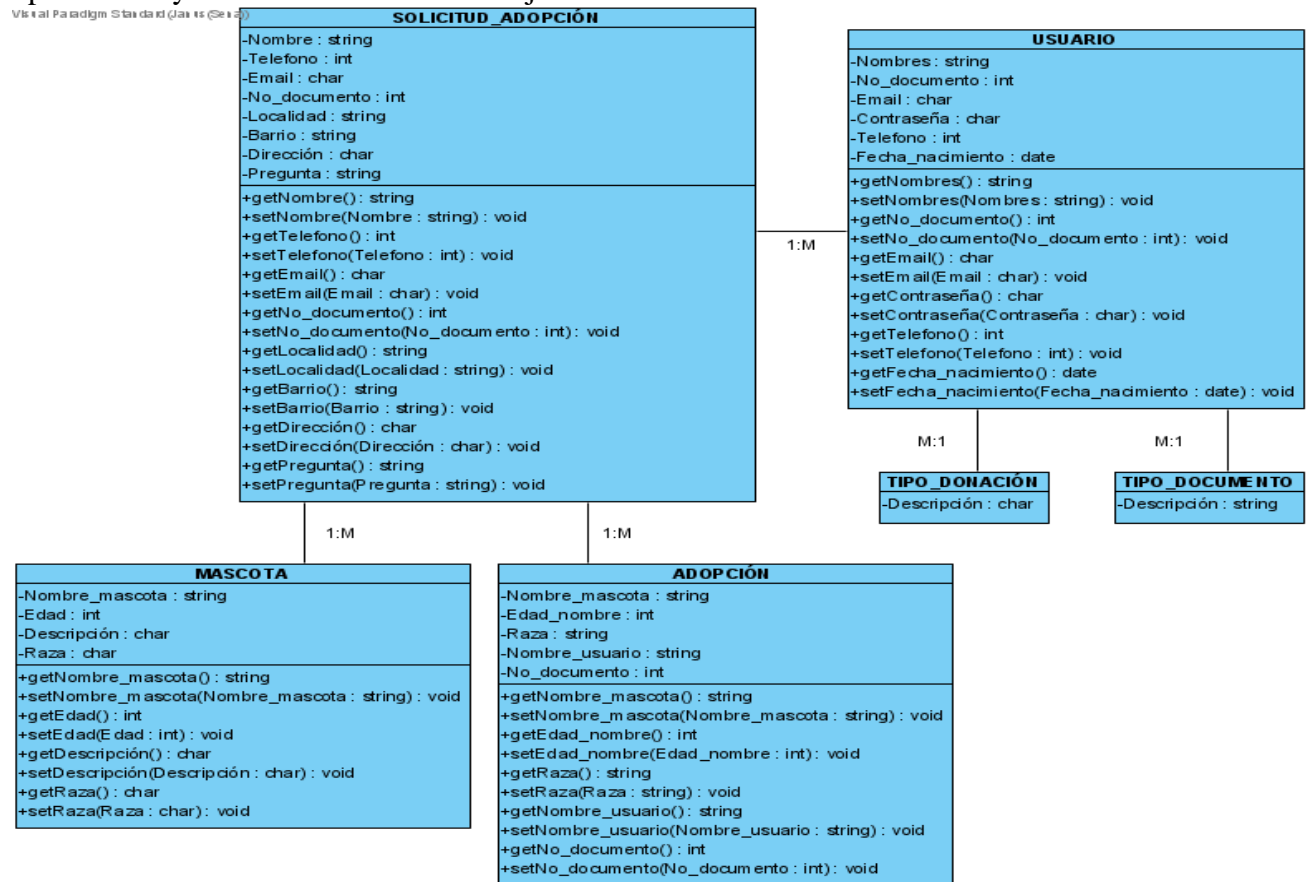 Visual Paradigm Standard (Janus (Sena))
SOLICITUD_ADOPCIÓN
-Nombre : string
-Telefono : int
-Email : char
-No_documento : int
-Localidad : string
-Barrio : string
-Dirección : char
-Pregunta : string
+getNombre() : string
+setNombre(Nombre : string) : void
+getTelefono() : int
+setTelefono(Telefono : int) : void
+getEmail() : char
+setEmail(Email : char) : void
+getNo_documento() : int
+setNo_documento(No_documento : int) : void
+getLocalidad() : string
+setLocalidad(Localidad : string) : void
+getBarrio() : string
+setBarrio(Barrio : string) : void
+getDirección() : char
+setDirección(Dirección : char) : void
+getPregunta() : string
+setPregunta(Pregunta : string) : void
1:M
USUARIO
-Nombres : string
-No_documento : int
-Email : char
-Contraseña : char
-Telefono : int
-Fecha_nacimiento : date
+getNombres() : string
+setNombres(Nombres : string) : void
+getNo_documento() : int
+setNo_documento(No_documento : int) : void
+getEmail() : char
+setEmail(Email : char) : void
+getContraseña() : char
+setContraseña(Contraseña : char) : void
+getTelefono() : int
+setTelefono(Telefono : int) : void
+getFecha_nacimiento() : date
+setFecha_nacimiento(Fecha_nacimiento : date) : void
M:1
M:1
TIPO_DONACIÓN
-Descripción : char
TIPO_DOCUMENTO
-Descripción : string
1:M
1:M
MASCOTA
-Nombre_mascota : string
-Edad : int
-Descripción : char
-Raza : char
+getNombre_mascota() : string
+setNombre_mascota(Nombre_mascota : string) : void
+getEdad() : int
+setEdad(Edad : int) : void
+getDescripción() : char
+setDescripción(Descripción : char) : void
+getRaza() : char
+setRaza(Raza : char) : void
ADOPCIÓN
-Nombre_mascota : string
-Edad_nombre : int
-Raza : string
-Nombre_usuario : string
-No_documento : int
+getNombre_mascota() : string
+setNombre_mascota(Nombre_mascota : string) : void
+getEdad_nombre() : int
+setEdad_nombre(Edad_nombre : int) : void
+getRaza() : string
+setRaza(Raza : string) : void
+getNombre_usuario() : string
+setNombre_usuario(Nombre_usuario : string) : void
+getNo_documento() : int
+setNo_documento(No_documento : int) : void